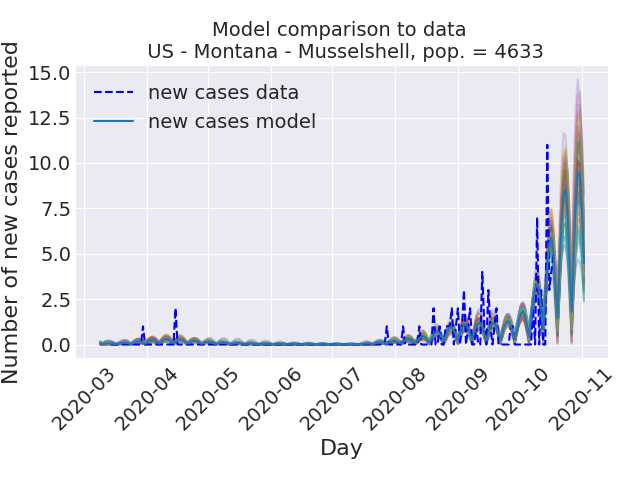 Model comparison to data
US - Montana - Musselshell, pop. = 4633
Number of new cases reported
15.0
12.5
10.0
7.5
5.0
2.5
0.0
new cases data
new cases model
2020-03
2020-04
2020-05
2020-06
2020-07
2020-08
2020-09
2020-10
2020-11
Day